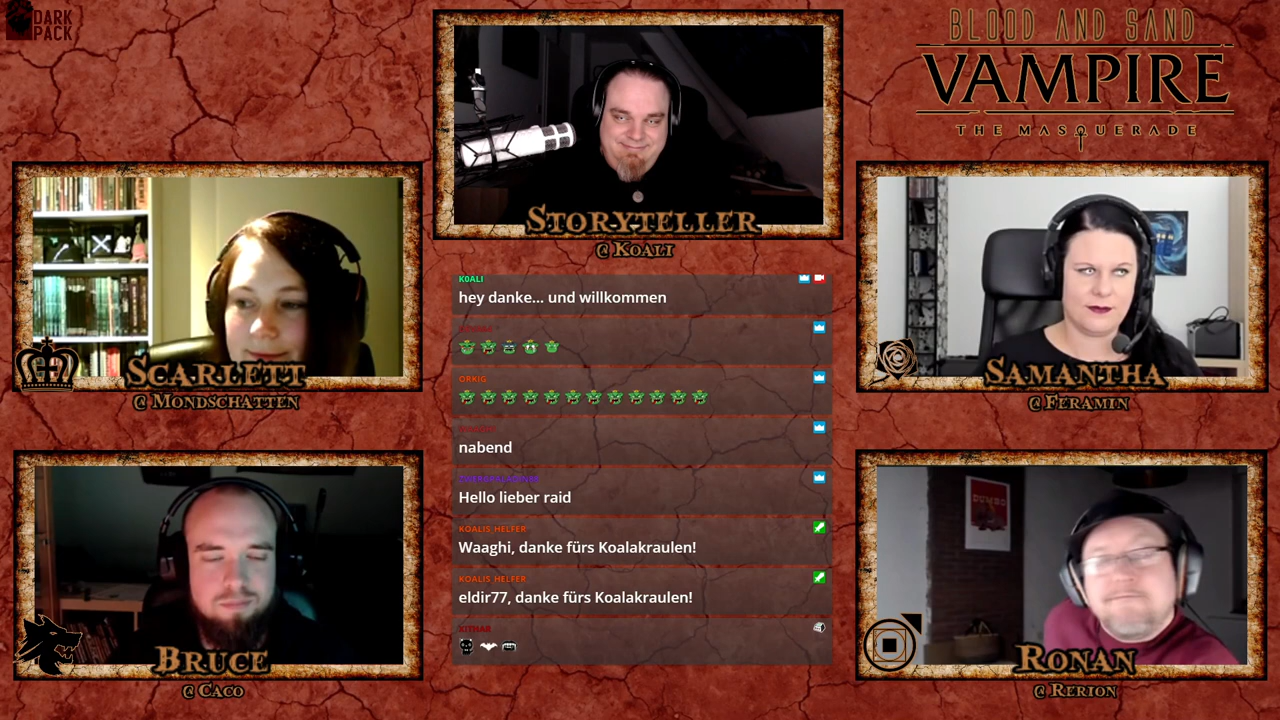 DARK
PACK
BLOOD AND SAND
VAMPIRE
THE MASQUERADE
STORYTELLER
@ KOALI
SCARLETT
@ MONDSCHATTEN
SAMANTHA
@ FERAMIN
KOALI
hey danke... und willkommen
ORKIG
nabend
Hello lieber raid
KOALIS_HELFER
Waaghi, danke fürs Koalakraulen!
KOALIS_HELFER
eldir77, danke fürs Koalakraulen!
XITHAR
BRUCE
@ CACO
DUMBO
RONAN
@ RERION